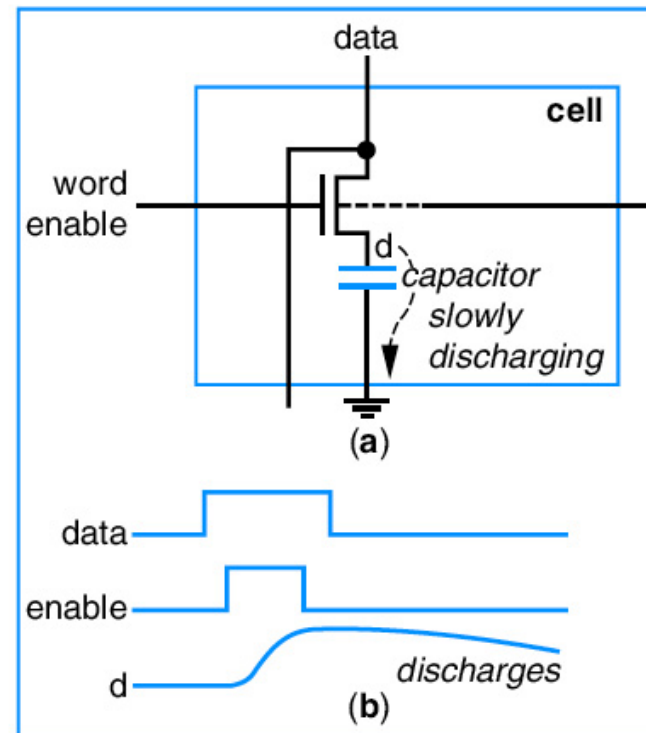 data
cell
word
enable
d
capacitor
slowly
discharging
(a)
data
enable
discharges
d
(b)